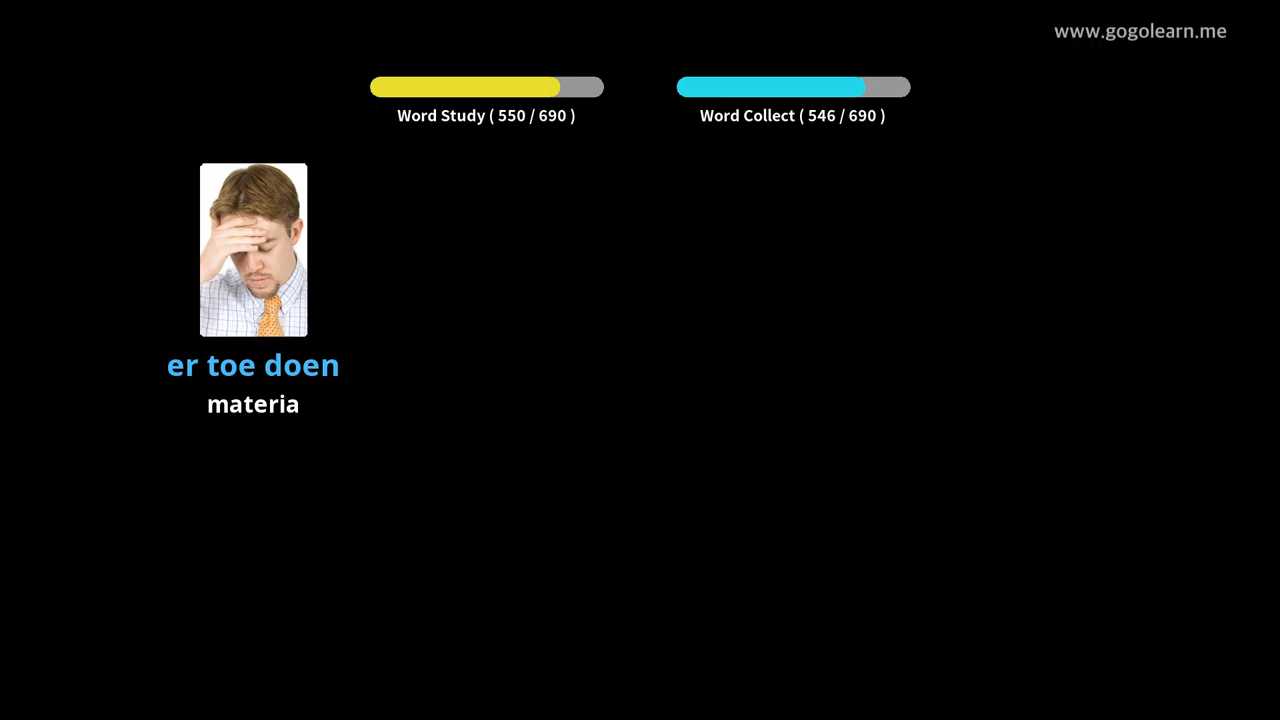 www.gogolearn.me
Word Study ( 550 / 690 )
Word Collect ( 546 / 690 )
er toe doen
materia